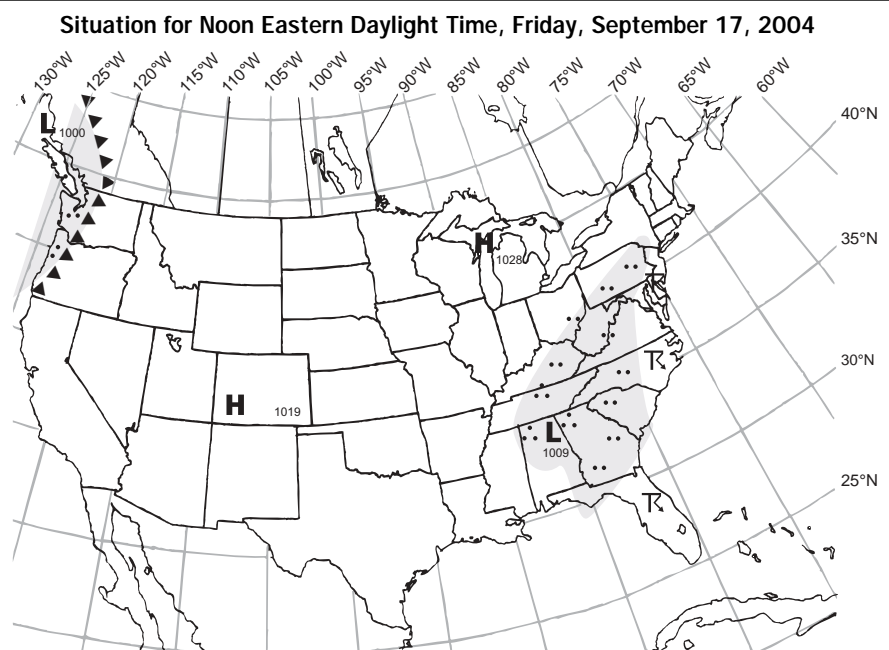 Situation for Noon Eastern Daylight Time, Friday, September 17, 2004
130°W 125°W 120°W 115°W 110°W 105°W 100°W 95°W 90°W 85°W 80°W 75°W 70°W 65°W 60°W
40°N
L 1000
35°N
H 1028
30°N
H 1019
L 1009
25°N